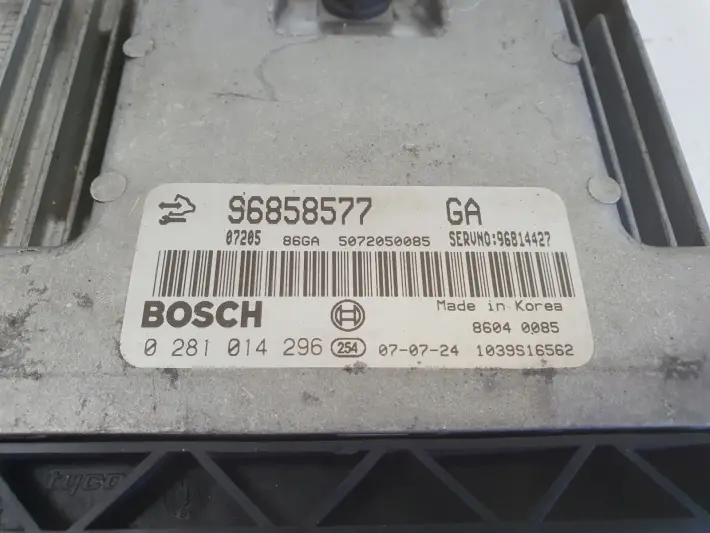 96858577 GA
07205 86GA 5072050085 SERVNO:96814427
BOSCH Made in Korea
8604 0085
0 281 014 296 254 07-07-24 1039S16562
tyco